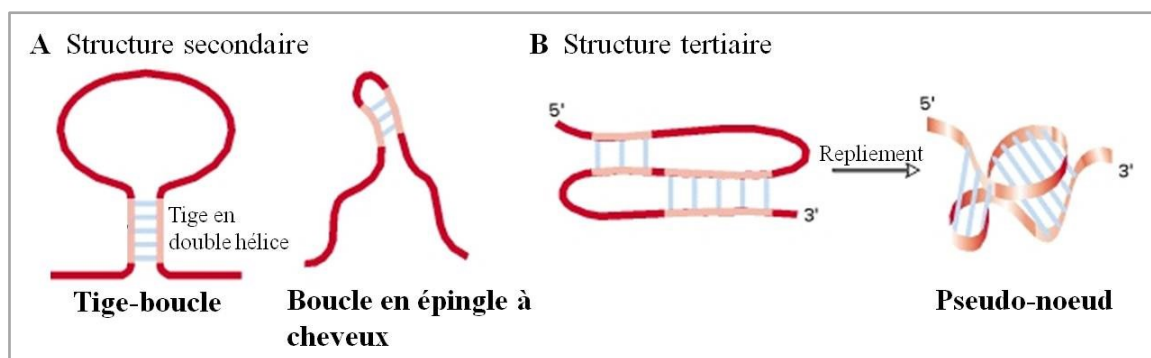 A Structure secondaire
Tige en
double hélice
Tige-boucle
Boucle en épingle à
cheveux
B Structure tertiaire
5'
3'
Repliement
5'
3'
Pseudo-noeud